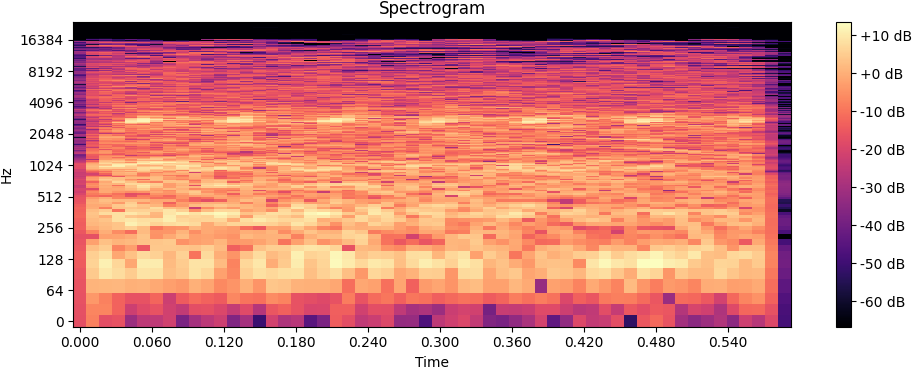 Spectrogram
Hz
16384
8192
4096
2048
1024
512
256
128
64
0
0.000 0.060 0.120 0.180 0.240 0.300 0.360 0.420 0.480 0.540
Time
+10 dB
+0 dB
-10 dB
-20 dB
-30 dB
-40 dB
-50 dB
-60 dB